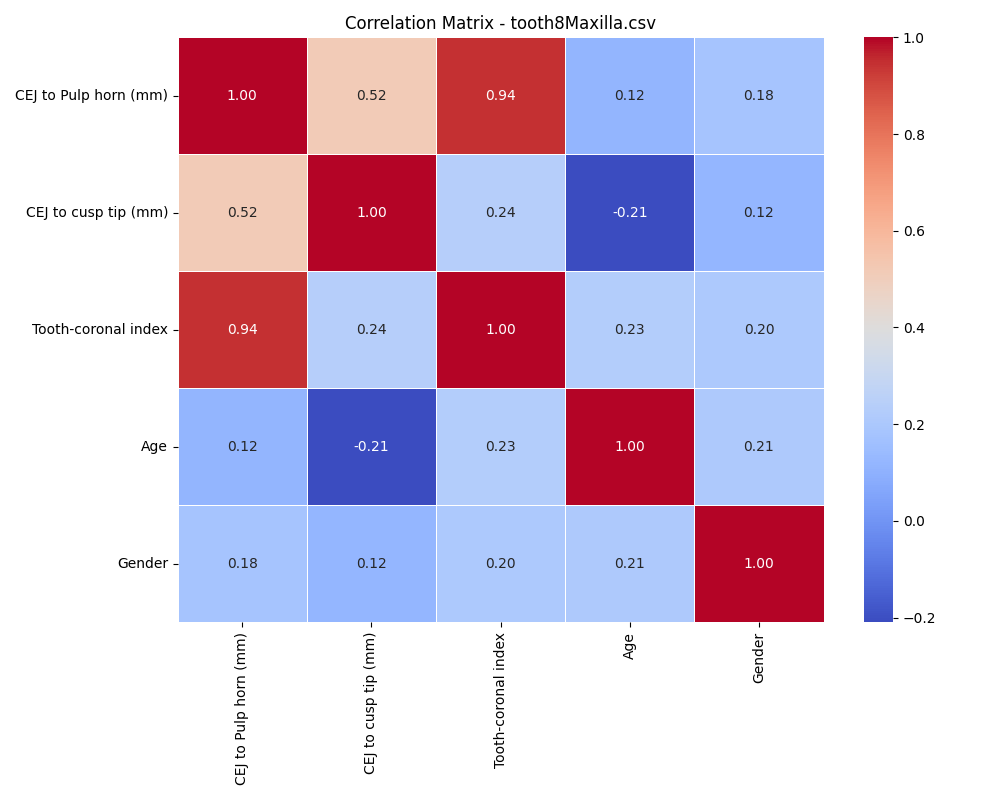 Correlation Matrix - tooth8Maxilla.csv
CEJ to Pulp horn (mm) 1.00 0.52 0.94 0.12 0.18
CEJ to cusp tip (mm) 0.52 1.00 0.24 -0.21 0.12
Tooth-coronal index 0.94 0.24 1.00 0.23 0.20
Age 0.12 -0.21 0.23 1.00 0.21
Gender 0.18 0.12 0.20 0.21 1.00
CEJ to Pulp horn (mm)
CEJ to cusp tip (mm)
Tooth-coronal index
Age
Gender
1.0
0.8
0.6
0.4
0.2
0.0
−0.2